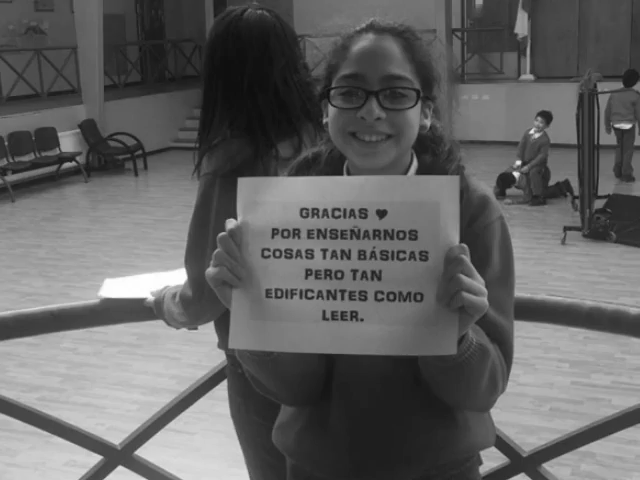 GRACIAS ♥
POR ENSEÑARNOS
COSAS TAN BÁSICAS
PERO TAN
EDIFICANTES COMO
LEER.